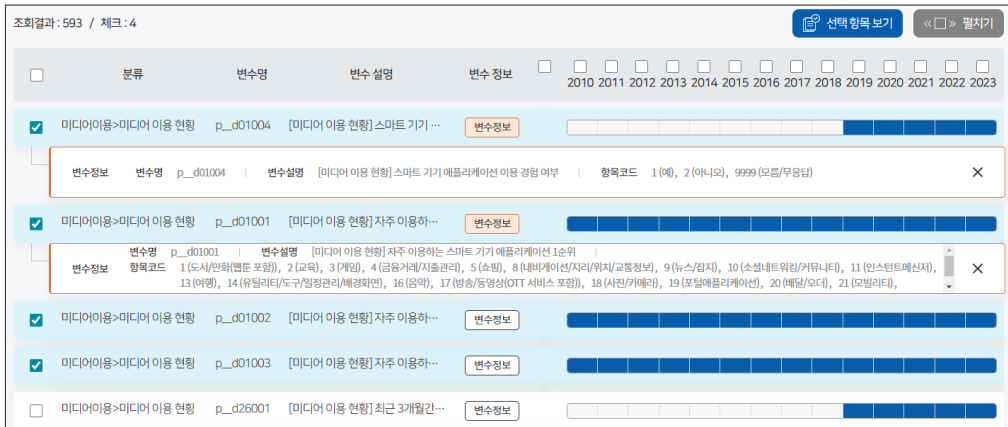 조회결과 : 593 / 체크 : 4
선택항목 보기
≪□≫ 펼치기
분류 변수명 변수 설명 변수 정보 2010 2011 2012 2013 2014 2015 2016 2017 2018 2019 2020 2021 2022 2023
미디어이용>미디어 이용 현황 p__d01004 [미디어 이용 현황] 스마트 기기 ⋯ 변수정보
변수정보 변수명 p__d01004 | 변수설명 [미디어 이용 현황] 스마트 기기 애플리케이션 이용 경험 여부 | 항목코드 1 (예), 2 (아니오), 9999 (모름/무응답) ✕
미디어이용>미디어 이용 현황 p__d01001 [미디어 이용 현황] 자주 이용하⋯ 변수정보
변수명 p__d01001 | 변수설명 [미디어 이용 현황] 자주 이용하는 스마트 기기 애플리케이션 1순위 |
변수정보 항목코드 1 (도서/만화(웹툰 포함)), 2 (교육), 3 (게임), 4 (금융거래/지출관리), 5 (쇼핑), 8 (내비게이션/지리/위치/교통정보), 9 (뉴스/잡지), 10 (소셜네트워킹/커뮤니티), 11 (인스턴트메신저), ✕
13 (여행), 14 (유틸리티/도구/일정관리/배경화면), 16 (음악), 17 (방송/동영상(OTT 서비스 포함)), 18 (사진/카메라), 19 (포털애플리케이션), 20 (배달/오더), 21 (모빌리티),
미디어이용>미디어 이용 현황 p__d01002 [미디어 이용 현황] 자주 이용하⋯ 변수정보
미디어이용>미디어 이용 현황 p__d01003 [미디어 이용 현황] 자주 이용하⋯ 변수정보
미디어이용>미디어 이용 현황 p__d26001 [미디어 이용 현황] 최근 3개월간⋯ 변수정보